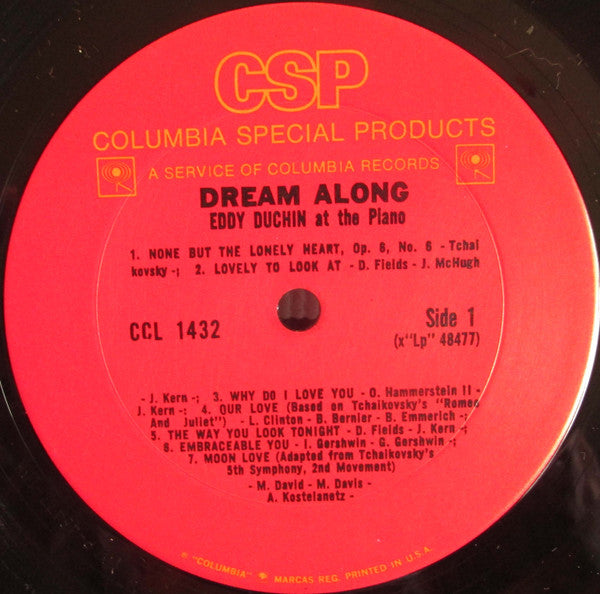 CSP
COLUMBIA SPECIAL PRODUCTS
A SERVICE OF COLUMBIA RECORDS
DREAM ALONG
EDDY DUCHIN at the Piano
1. NONE BUT THE LONELY HEART, Op. 6, No. 6 - Tchai
kovsky -; 2. LOVELY TO LOOK AT - D. Fields - J. McHugh
CCL 1432
Side 1
(x"Lp" 48477)
- J. Kern -; 3. WHY DO I LOVE YOU - O. Hammerstein II -
J. Kern -; 4. OUR LOVE (Based on Tchaikovsky's "Romeo
And Juliet") - L. Clinton - B. Bernier - B. Emmerich -;
5. THE WAY YOU LOOK TONIGHT - D. Fields - J. Kern -;
6. EMBRACEABLE YOU - I. Gershwin - G. Gershwin -;
7. MOON LOVE (Adapted from Tchaikovsky's
5th Symphony, 2nd Movement)
- M. David - M. Davis -
A. Kostelanetz -
® "COLUMBIA" MARCAS REG. PRINTED IN U.S.A.